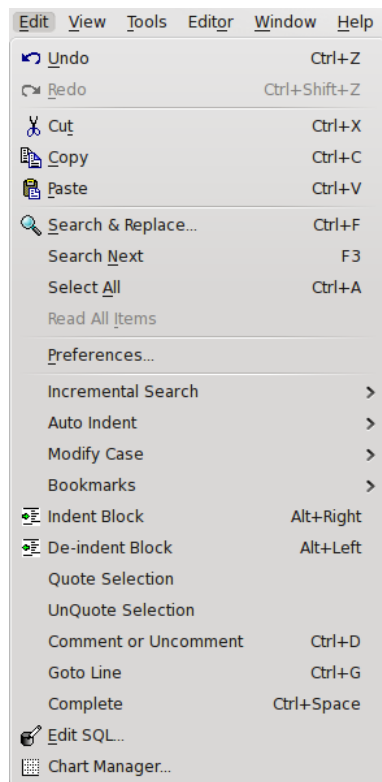 Edit View Tools Editor Window Help
Undo Ctrl+Z
Redo Ctrl+Shift+Z
Cut Ctrl+X
Copy Ctrl+C
Paste Ctrl+V
Search & Replace... Ctrl+F
Search Next F3
Select All Ctrl+A
Read All Items
Preferences...
Incremental Search
Auto Indent
Modify Case
Bookmarks
Indent Block Alt+Right
De-indent Block Alt+Left
Quote Selection
UnQuote Selection
Comment or Uncomment Ctrl+D
Goto Line Ctrl+G
Complete Ctrl+Space
Edit SQL...
Chart Manager...